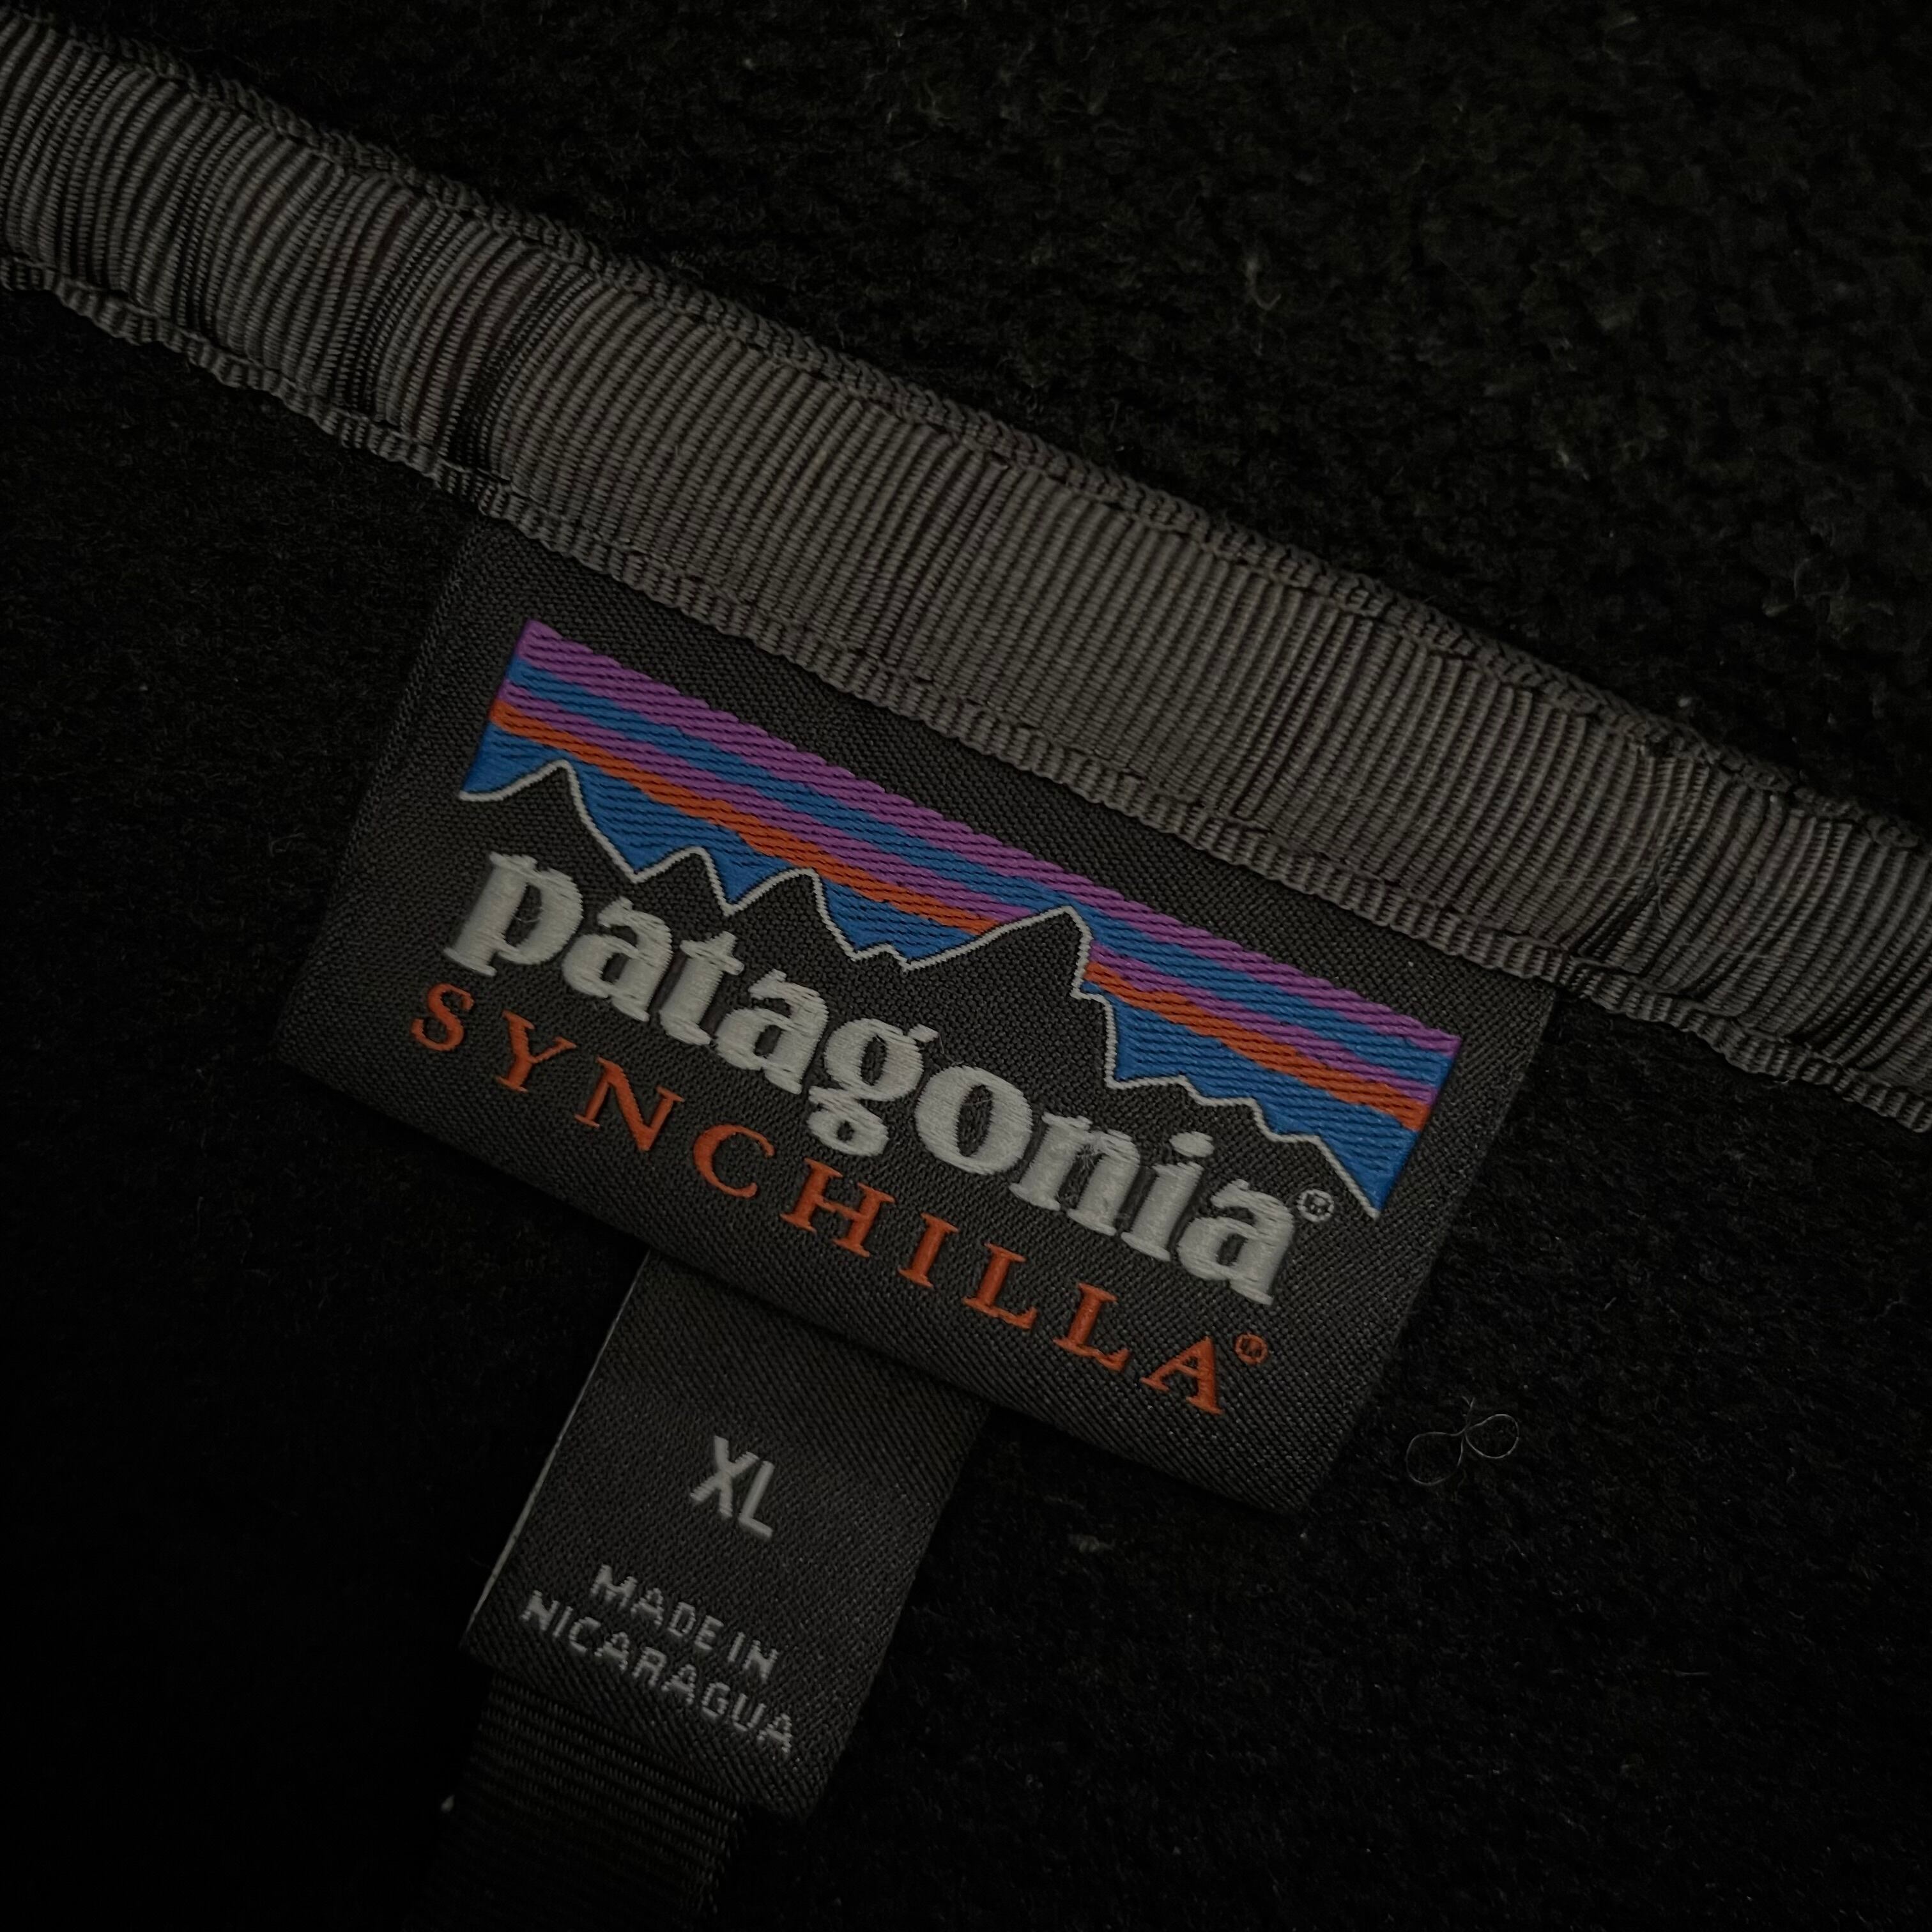 patagonia®
SYNCHILLA®
XL
MADE IN
NICARAGUA